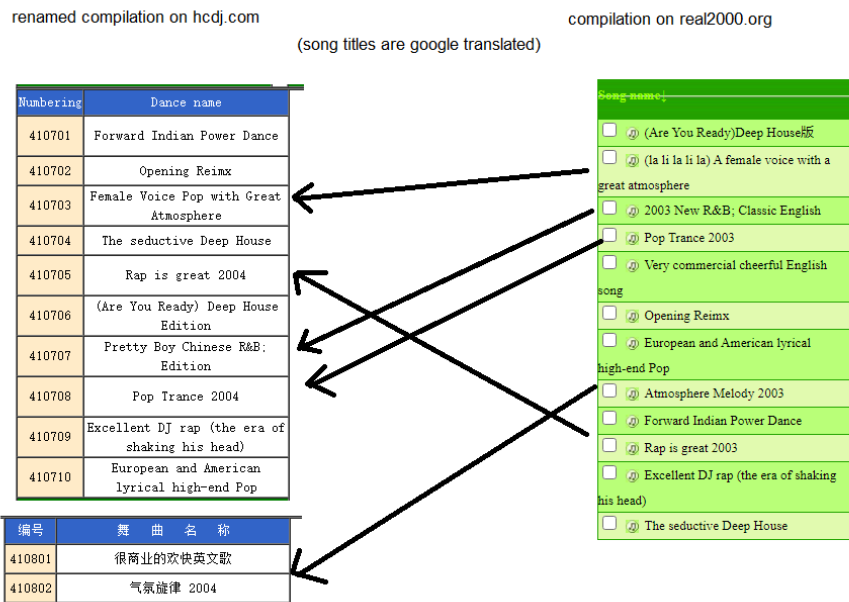 renamed compilation on hcdj.com
compilation on real2000.org
(song titles are google translated)
Numbering Dance name
410701 Forward Indian Power Dance
410702 Opening Reimx
410703 Female Voice Pop with Great
Atmosphere
410704 The seductive Deep House
410705 Rap is great 2004
410706 (Are You Ready) Deep House
Edition
410707 Pretty Boy Chinese R&B;
Edition
410708 Pop Trance 2004
410709 Excellent DJ rap (the era of
shaking his head)
410710 European and American
lyrical high-end Pop
编号 舞 曲 名 称
410801 很商业的欢快英文歌
410802 气氛旋律 2004
Song name↓
(Are You Ready)Deep House版
(la li la li la) A female voice with a
great atmosphere
2003 New R&B; Classic English
Pop Trance 2003
Very commercial cheerful English
song
Opening Reimx
European and American lyrical
high-end Pop
Atmosphere Melody 2003
Forward Indian Power Dance
Rap is great 2003
Excellent DJ rap (the era of shaking
his head)
The seductive Deep House